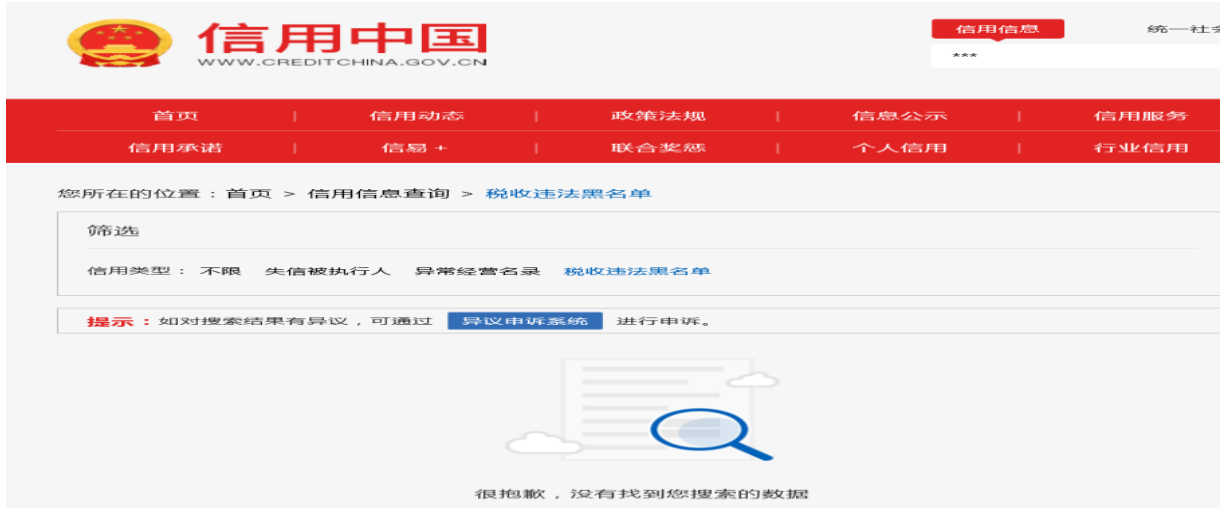 信用中国
WWW.CREDITCHINA.GOV.CN
信用信息 统一社会
***
首页 | 信用动态 | 政策法规 | 信息公示 | 信用服务
信用承诺 | 信易 + | 联合奖惩 | 个人信用 | 行业信用
您所在的位置：首页 > 信用信息查询 > 税收违法黑名单
筛选
信用类型： 不限 失信被执行人 异常经营名录 税收违法黑名单
提示：如对搜索结果有异议，可通过 异议申诉系统 进行申诉。
很抱歉，没有找到您搜索的数据